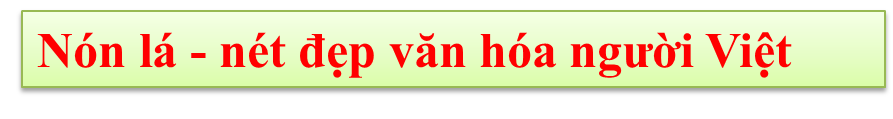 Nón lá - nét đẹp văn hóa người Việt